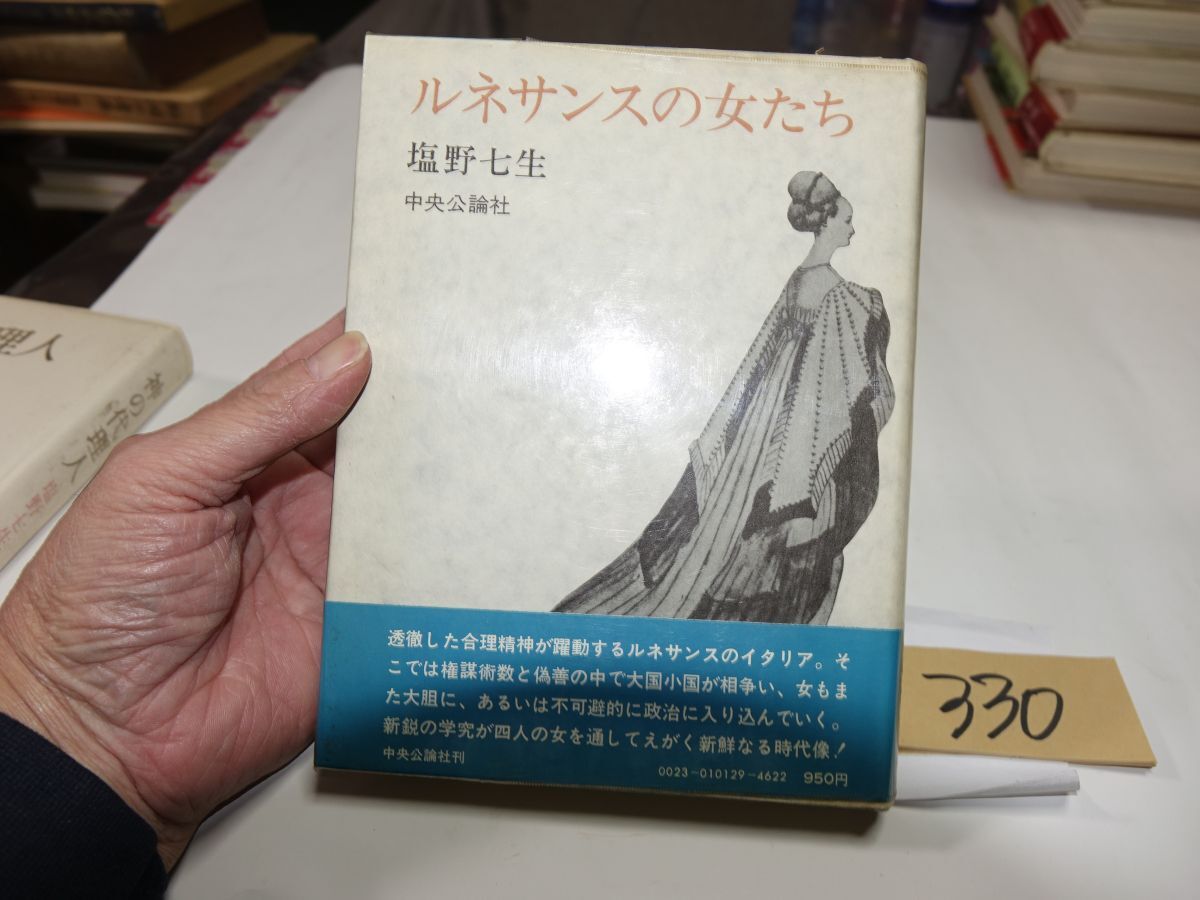 ルネサンスの女たち
塩野七生
中央公論社
透徹した合理精神が躍動するルネサンスのイタリア。そ
こでは権謀術数と偽善の中で大国小国が相争い、女もま
た大胆に、あるいは不可避的に政治に入り込んでいく。
新鋭の学究が四人の女を通してえがく新鮮なる時代像!
中央公論社刊
0023-010129-4622 950円
330
理人
神の代理人
塩野七生